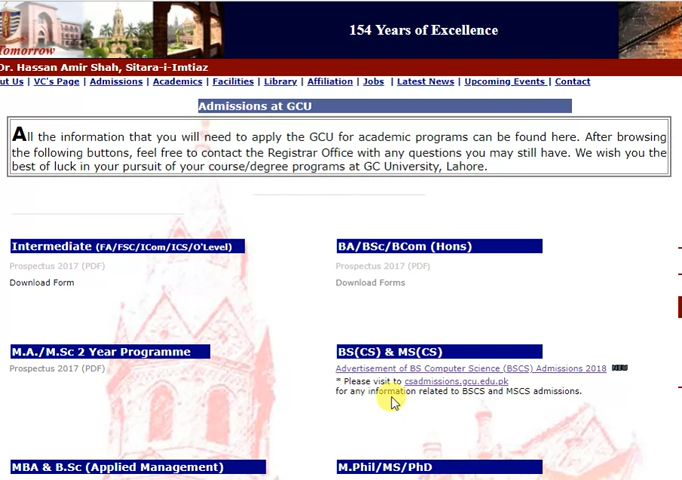 154 Years of Excellence
Tomorrow
Dr. Hassan Amir Shah, Sitara-i-Imtiaz
ut Us | VC's Page | Admissions | Academics | Facilities | Library | Affiliation | Jobs | Latest News | Upcoming Events | Contact
Admissions at GCU
All the information that you will need to apply the GCU for academic programs can be found here. After browsing
the following buttons, feel free to contact the Registrar Office with any questions you may still have. We wish you the
best of luck in your pursuit of your course/degree programs at GC University, Lahore.
Intermediate (FA/FSC/ICom/ICS/O'Level)
Prospectus 2017 (PDF)
Download Form
BA/BSc/BCom (Hons)
Prospectus 2017 (PDF)
Download Forms
M.A./M.Sc 2 Year Programme
Prospectus 2017 (PDF)
BS(CS) & MS(CS)
Advertisement of BS Computer Science (BSCS) Admissions 2018 NEW
* Please visit to csadmissions.gcu.edu.pk
for any information related to BSCS and MSCS admissions.
MBA & B.Sc (Applied Management)
M.Phil/MS/PhD